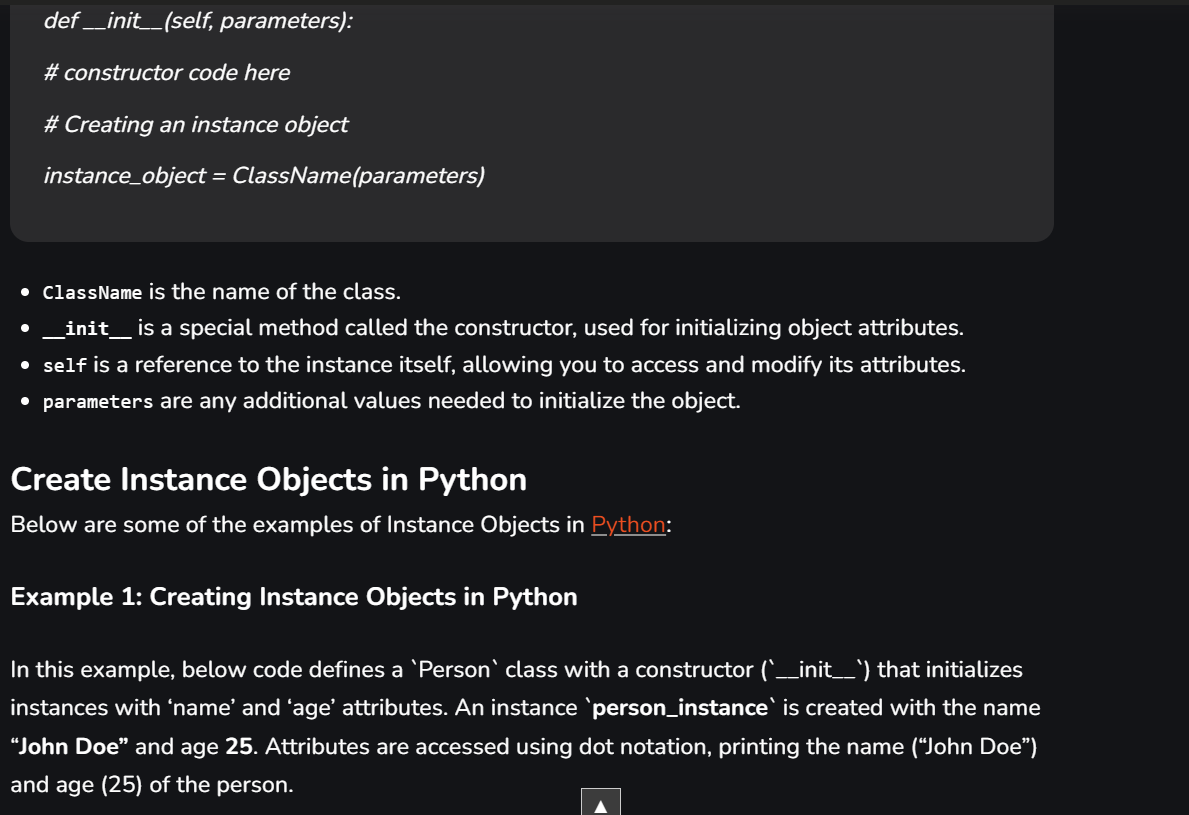 def __init__(self, parameters):
# constructor code here
# Creating an instance object
instance_object = ClassName(parameters)
• ClassName is the name of the class.
• __init__ is a special method called the constructor, used for initializing object attributes.
• self is a reference to the instance itself, allowing you to access and modify its attributes.
• parameters are any additional values needed to initialize the object.
Create Instance Objects in Python
Below are some of the examples of Instance Objects in Python:
Example 1: Creating Instance Objects in Python
In this example, below code defines a `Person` class with a constructor (`__init__`) that initializes
instances with ‘name’ and ‘age’ attributes. An instance `person_instance` is created with the name
“John Doe” and age 25. Attributes are accessed using dot notation, printing the name (“John Doe”)
and age (25) of the person.